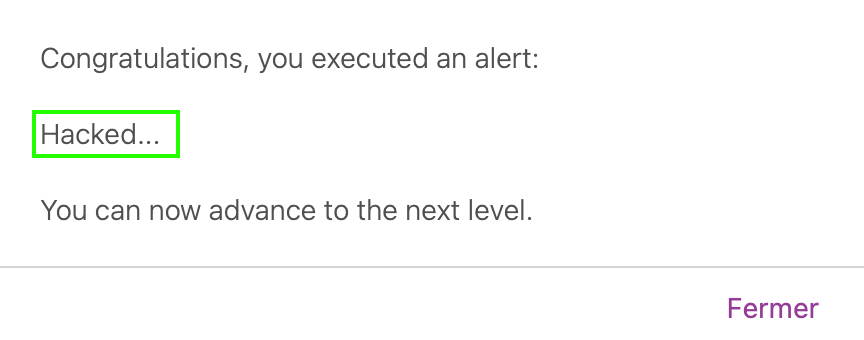 Congratulations, you executed an alert:
Hacked...
You can now advance to the next level.
Fermer